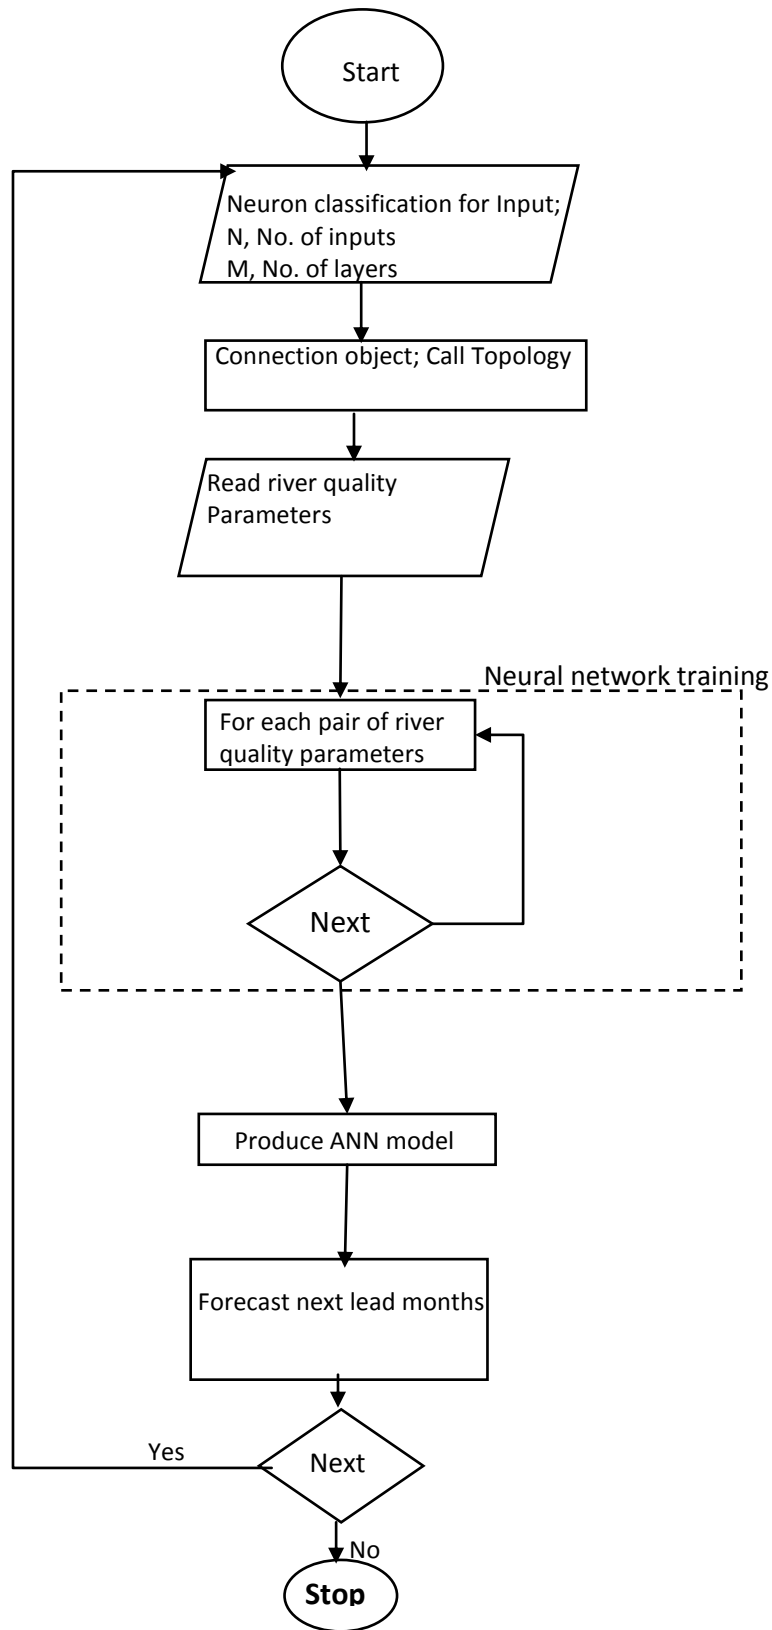 Start
Neuron classification for Input;
N, No. of inputs
M, No. of layers
Connection object; Call Topology
Read river quality
Parameters
Neural network training
For each pair of river
quality parameters
Next
Produce ANN model
Forecast next lead months
Yes
Next
No
Stop